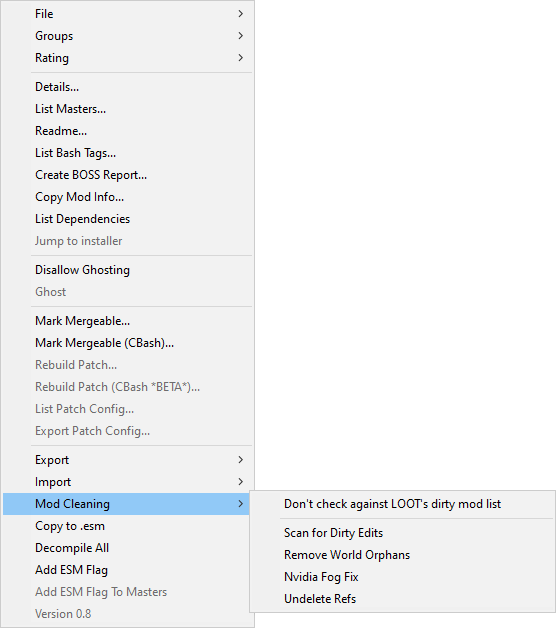 File
Groups
Rating
Details...
List Masters...
Readme...
List Bash Tags...
Create BOSS Report...
Copy Mod Info...
List Dependencies
Jump to installer
Disallow Ghosting
Ghost
Mark Mergeable...
Mark Mergeable (CBash)...
Rebuild Patch...
Rebuild Patch (CBash *BETA*)...
List Patch Config...
Export Patch Config...
Export
Import
Mod Cleaning
Copy to .esm
Decompile All
Add ESM Flag
Add ESM Flag To Masters
Version 0.8
Don't check against LOOT's dirty mod list
Scan for Dirty Edits
Remove World Orphans
Nvidia Fog Fix
Undelete Refs